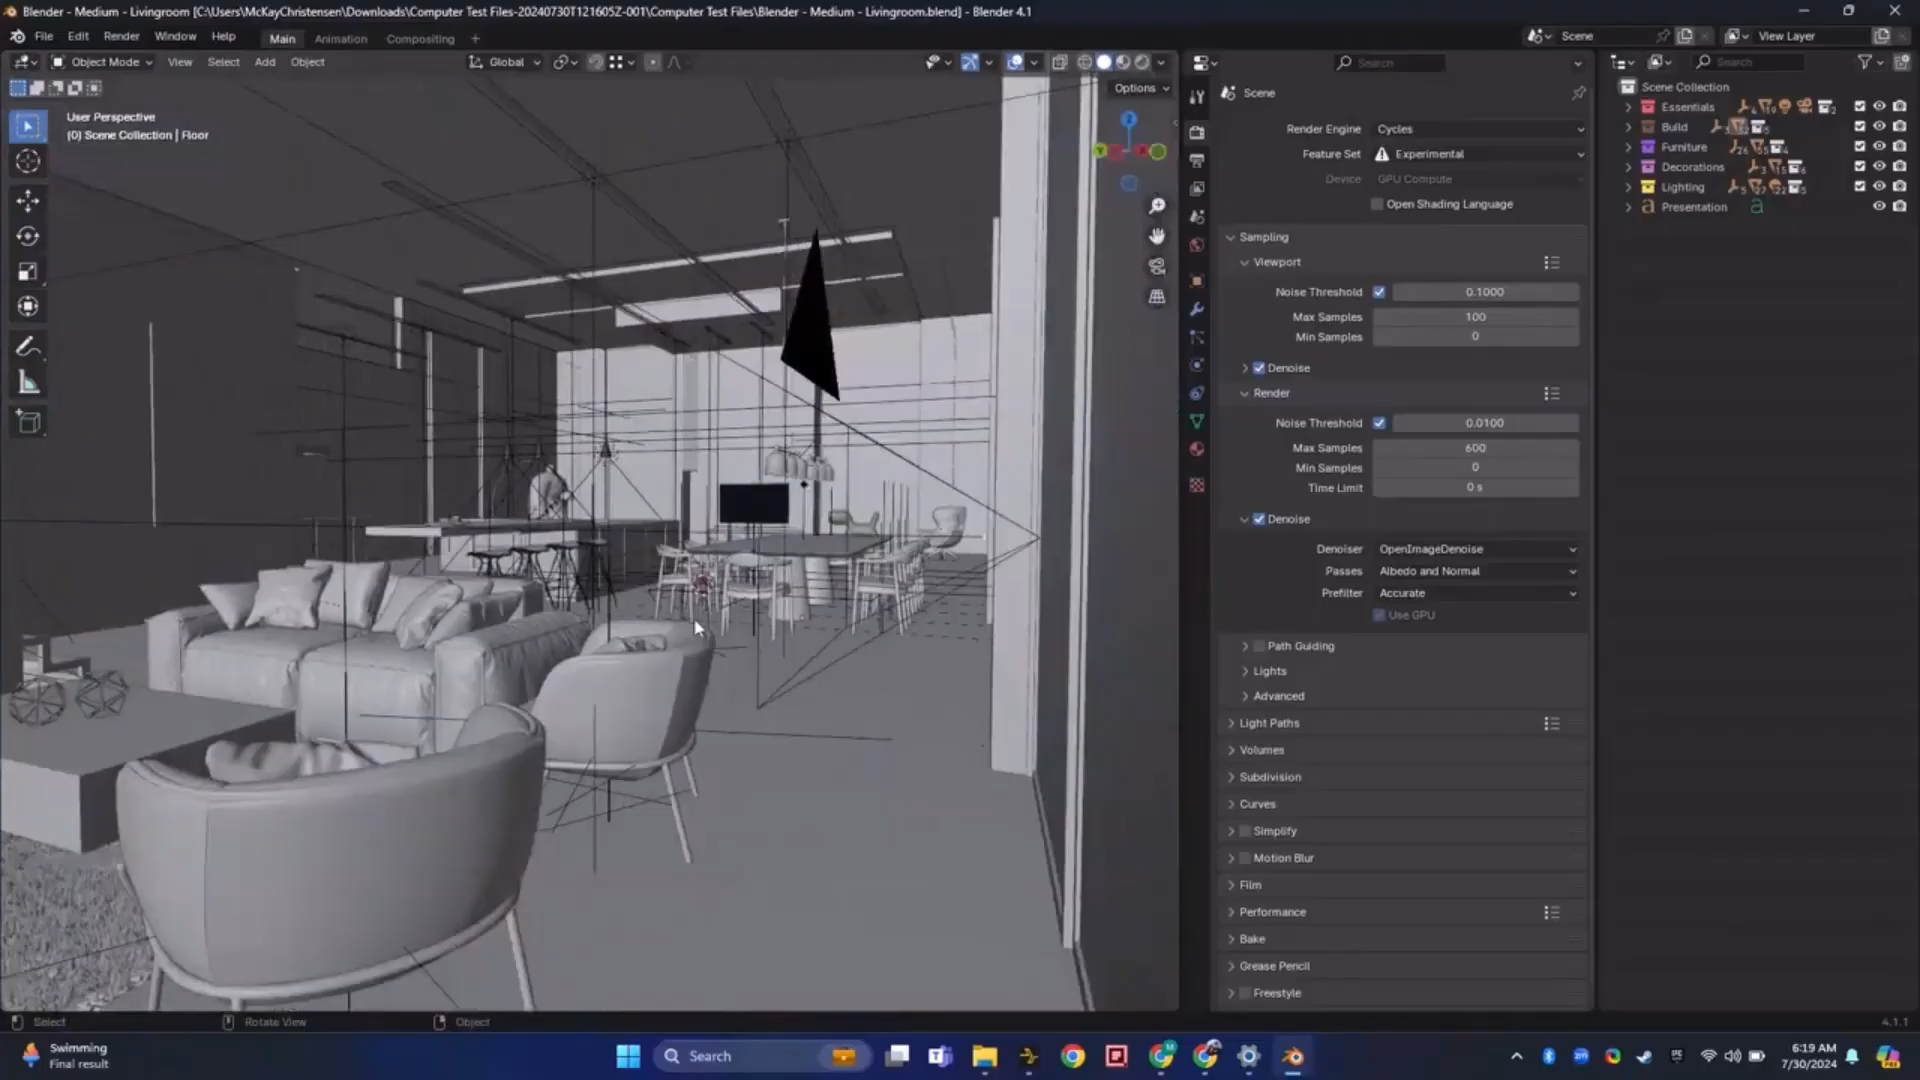 Blender - Medium - Livingroom [C:\Users\McKayChristensen\Downloads\Computer Test Files-20240730T121605Z-001\Computer Test Files\Blender - Medium - Livingroom.blend] - Blender 4.1
File Edit Render Window Help Main Animation Compositing +
Scene View Layer
Object Mode View Select Add Object Global
Search
Search
Options
User Perspective
(0) Scene Collection | Floor
Scene
Render Engine Cycles
Feature Set Experimental
Device GPU Compute
Open Shading Language
Sampling
Viewport
Noise Threshold 0.1000
Max Samples 100
Min Samples 0
Denoise
Render
Noise Threshold 0.0100
Max Samples 600
Min Samples 0
Time Limit 0 s
Denoise
Denoiser OpenImageDenoise
Passes Albedo and Normal
Prefilter Accurate
Use GPU
Path Guiding
Lights
Advanced
Light Paths
Volumes
Subdivision
Curves
Simplify
Motion Blur
Film
Performance
Bake
Grease Pencil
Freestyle
Scene Collection
Essentials
Build
Furniture
Decorations
Lighting
Presentation
Select Rotate View Object 4.1.1
Swimming
Final result
Search
6:19 AM
7/30/2024